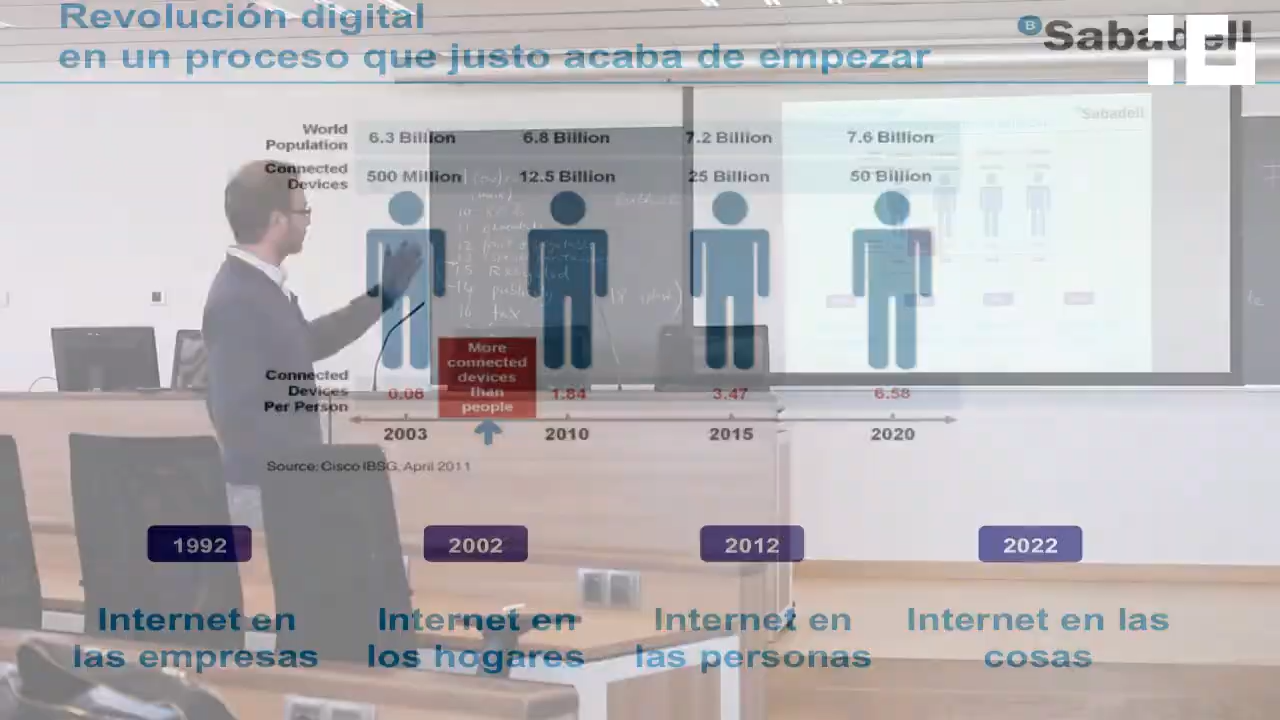 Revolución digital
en un proceso que justo acaba de empezar
B Sabadell
World Population 6.3 Billion 6.8 Billion 7.2 Billion 7.6 Billion
Connected Devices 500 Million 12.5 Billion 25 Billion 50 Billion
Sabadell
More
connected
devices
than
people
Connected Devices Per Person 0.08 1.84 3.47 6.58
2003 2010 2015 2020
Source: Cisco IBSG, April 2011
1992 2002 2012 2022
Internet en las empresas
Internet en los hogares
Internet en las personas
Internet en las cosas